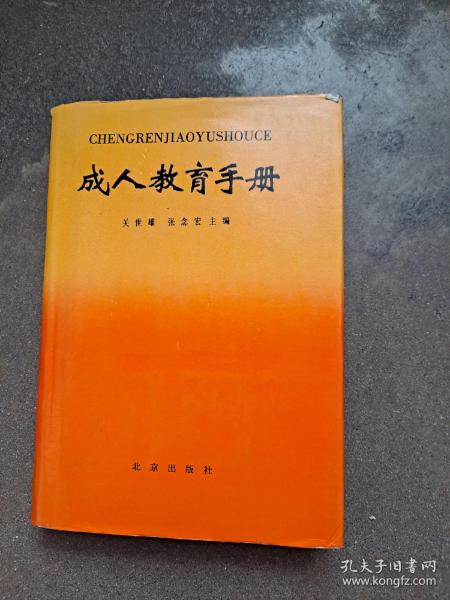 CHENGRENJIAOYUSHOUCE
成人教育手册
关世雄 张念宏主编
北京出版社
孔夫子旧书网
www.kongfz.com